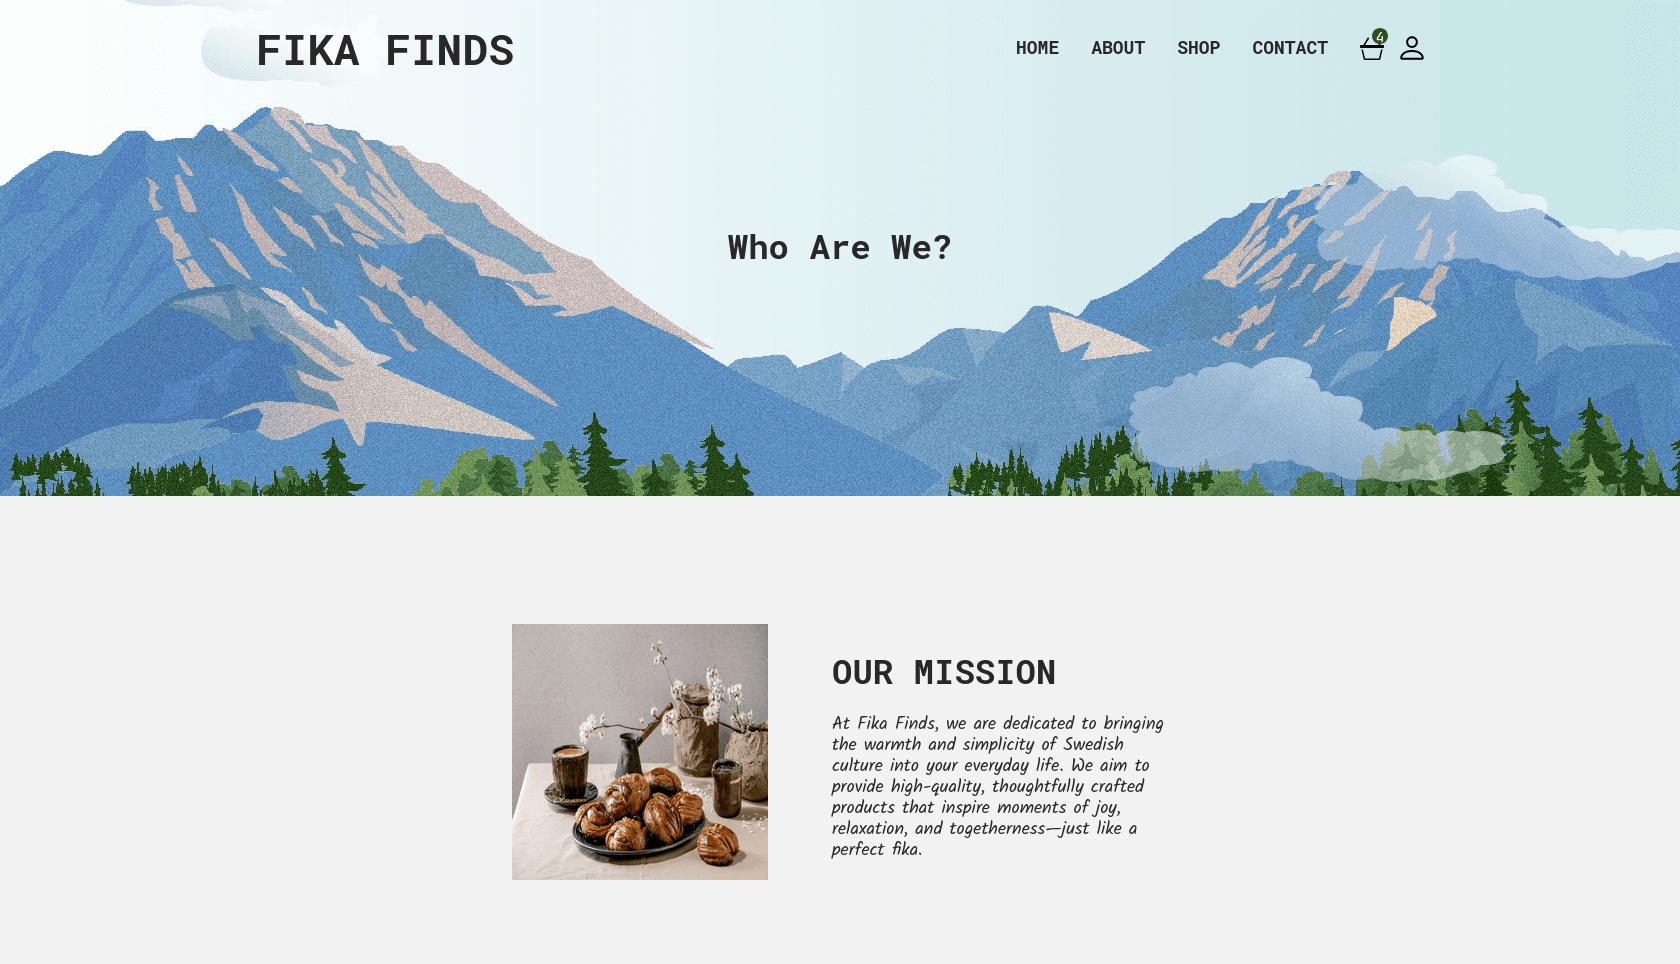 FIKA FINDS
HOME ABOUT SHOP CONTACT 4
Who Are We?
OUR MISSION
At Fika Finds, we are dedicated to bringing
the warmth and simplicity of Swedish
culture into your everyday life. We aim to
provide high-quality, thoughtfully crafted
products that inspire moments of joy,
relaxation, and togetherness—just like a
perfect fika.